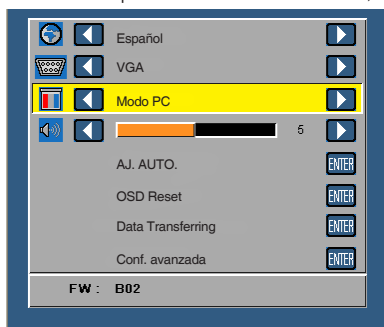 Español
VGA
Modo PC
5
AJ. AUTO. ENTER
OSD Reset ENTER
Data Transferring ENTER
Conf. avanzada ENTER
FW : B02